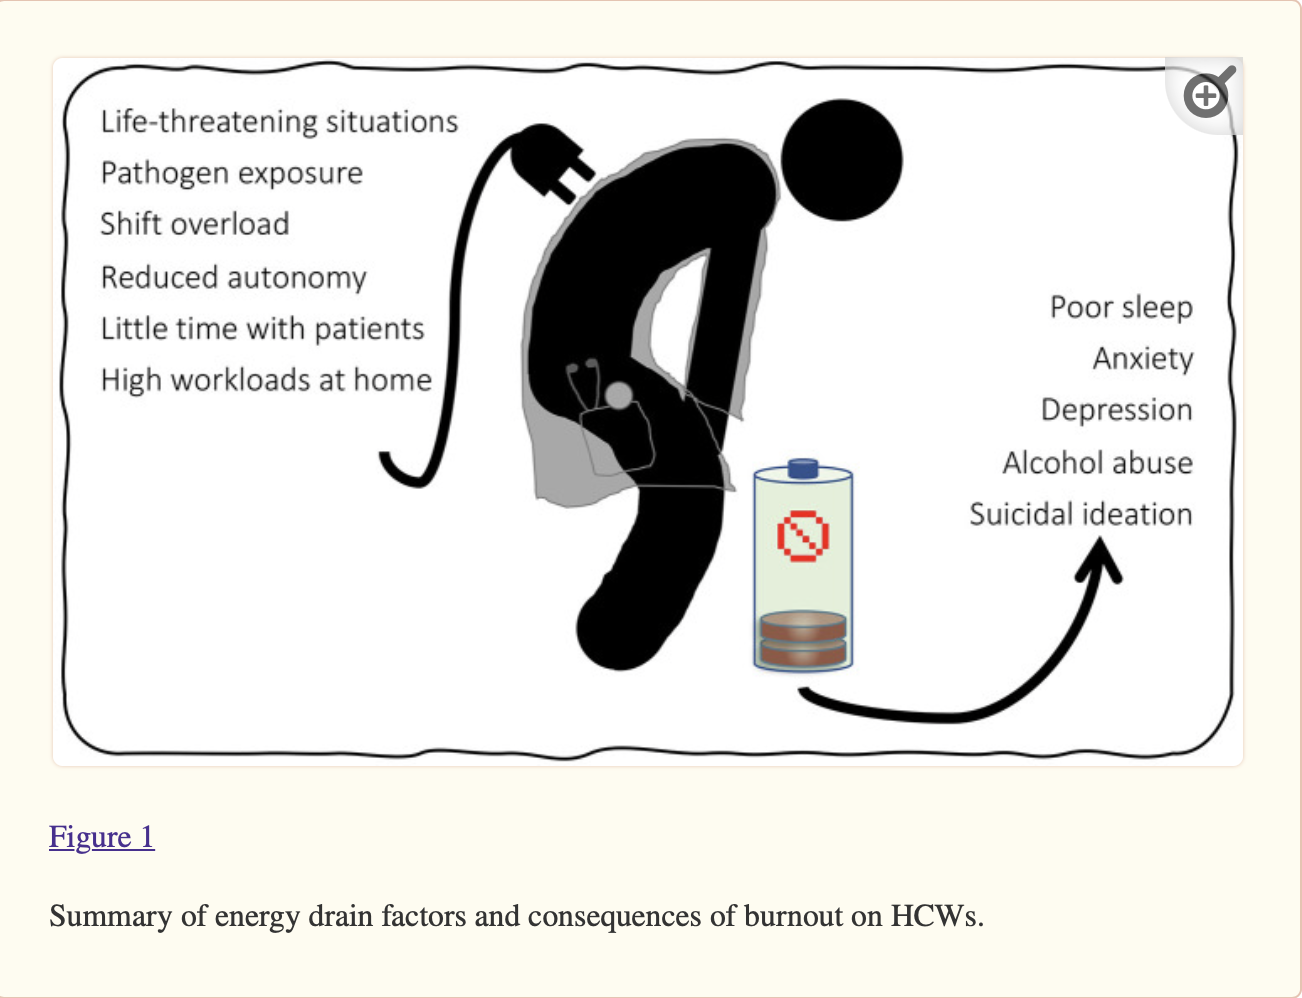 Life-threatening situations
Pathogen exposure
Shift overload
Reduced autonomy
Little time with patients
High workloads at home
Poor sleep
Anxiety
Depression
Alcohol abuse
Suicidal ideation
Figure 1
Summary of energy drain factors and consequences of burnout on HCWs.